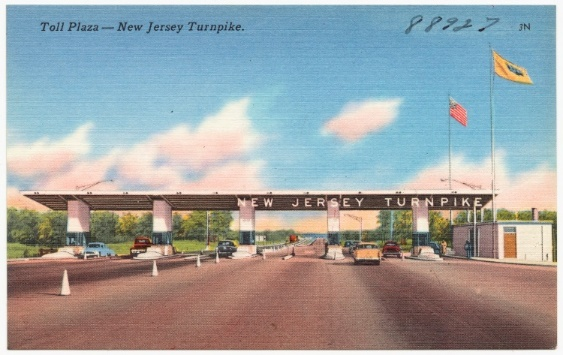 Toll Plaza — New Jersey Turnpike.
88927
3N
NEW JERSEY TURNPIKE